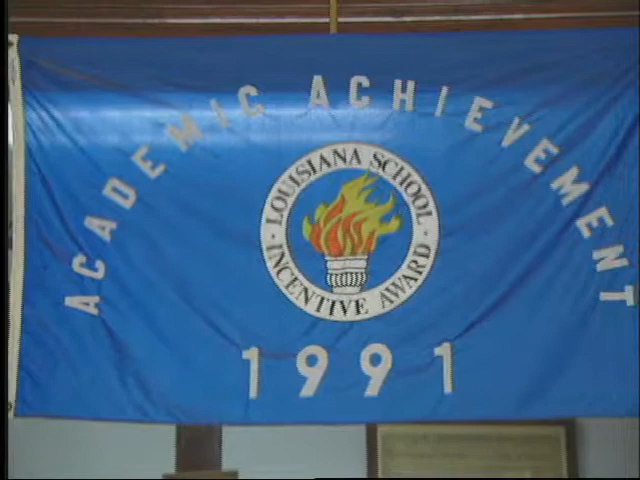 ACADEMIC ACHIEVEMENT
· LOUISIANA SCHOOL ·
INCENTIVE AWARD
1991